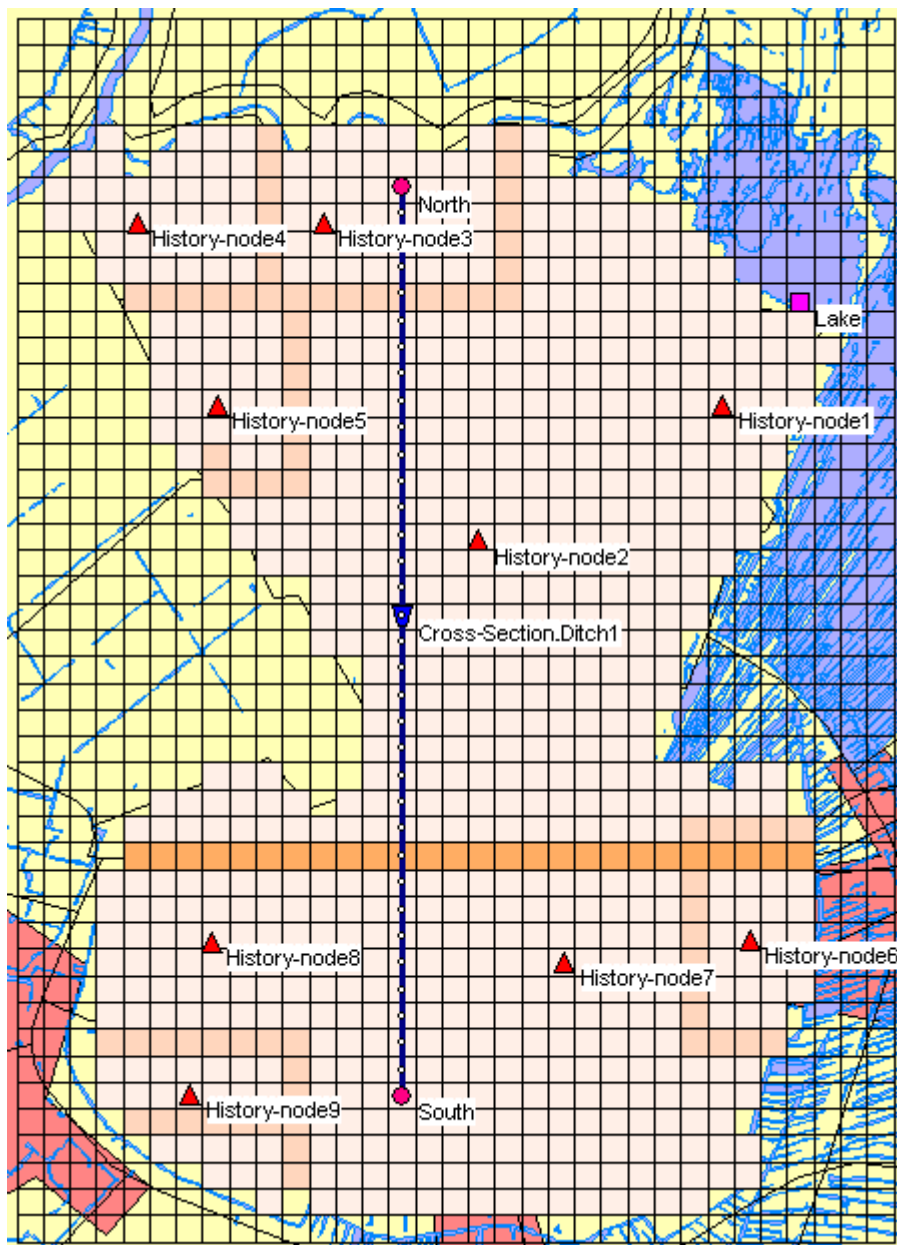 North
History-node4
History-node3
Lake
History-node5
History-node1
History-node2
Cross-Section.Ditch1
History-node8
History-node6
History-node7
History-node9
South